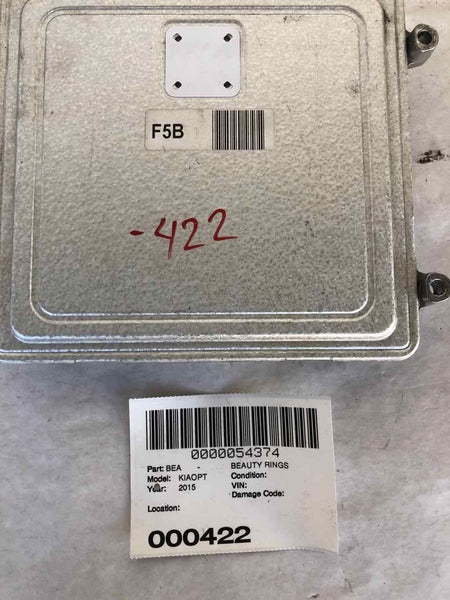 F5B
-422
0000054374
Part: BEA - BEAUTY RINGS
Model: KIAOPT Condition:
Year: 2015 VIN:
Damage Code:
Location:
000422